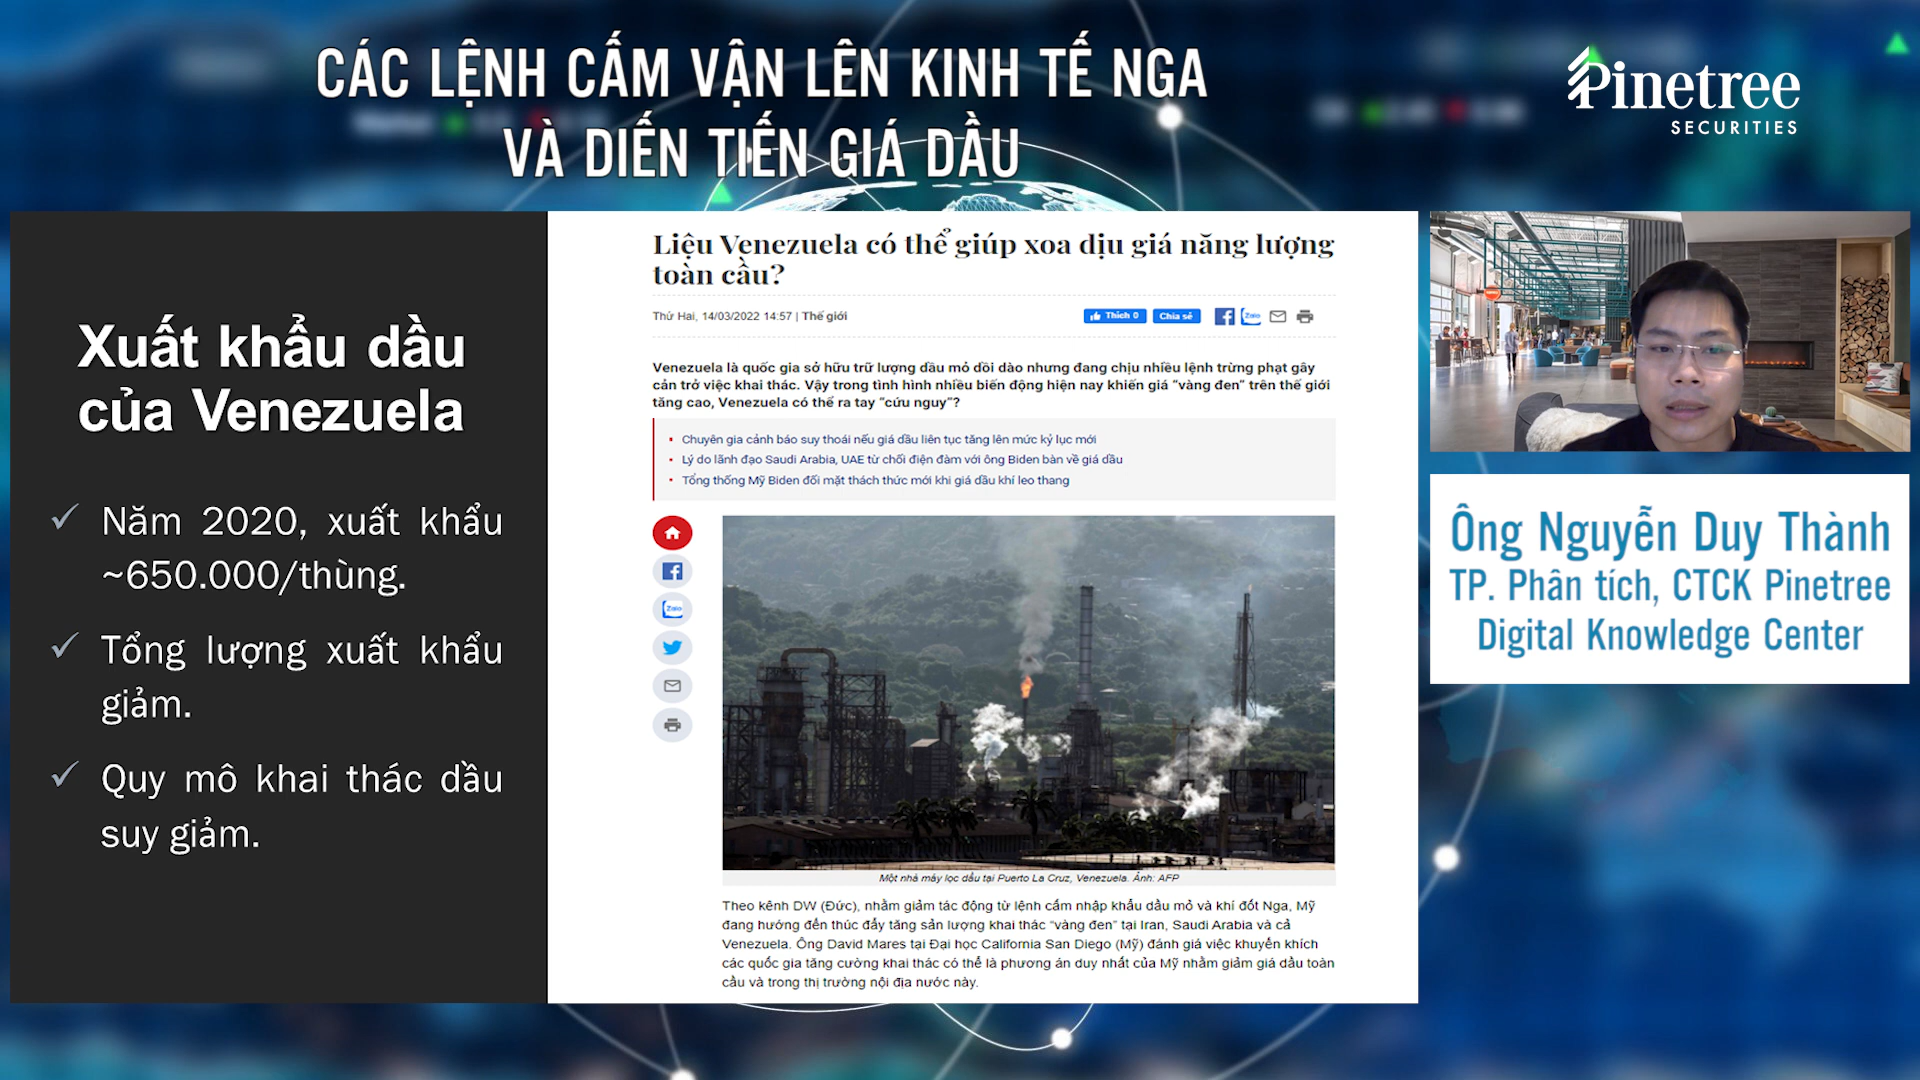 CÁC LỆNH CẤM VẬN LÊN KINH TẾ NGA
VÀ DIẾN TIẾN GIÁ DẦU
Pinetree
SECURITIES
Xuất khẩu dầu
của Venezuela
Năm 2020, xuất khẩu
~650.000/thùng.
Tổng lượng xuất khẩu
giảm.
Quy mô khai thác dầu
suy giảm.
Liệu Venezuela có thể giúp xoa dịu giá năng lượng
toàn cầu?
Thứ Hai, 14/03/2022 14:57 | Thế giới
Thích 0
Chia sẻ
Zalo
Venezuela là quốc gia sở hữu trữ lượng dầu mỏ dồi dào nhưng đang chịu nhiều lệnh trừng phạt gây
cản trở việc khai thác. Vậy trong tình hình nhiều biến động hiện nay khiến giá "vàng đen" trên thế giới
tăng cao, Venezuela có thể ra tay "cứu nguy"?
Chuyên gia cảnh báo suy thoái nếu giá dầu liên tục tăng lên mức kỷ lục mới
Lý do lãnh đạo Saudi Arabia, UAE từ chối điện đàm với ông Biden bàn về giá dầu
Tổng thống Mỹ Biden đối mặt thách thức mới khi giá dầu khí leo thang
Zalo
Một nhà máy lọc dầu tại Puerto La Cruz, Venezuela. Ảnh: AFP
Theo kênh DW (Đức), nhằm giảm tác động từ lệnh cấm nhập khẩu dầu mỏ và khí đốt Nga, Mỹ
đang hướng đến thúc đẩy tăng sản lượng khai thác "vàng đen" tại Iran, Saudi Arabia và cả
Venezuela. Ông David Mares tại Đại học California San Diego (Mỹ) đánh giá việc khuyến khích
các quốc gia tăng cường khai thác có thể là phương án duy nhất của Mỹ nhằm giảm giá dầu toàn
cầu và trong thị trường nội địa nước này.
Ông Nguyễn Duy Thành
TP. Phân tích, CTCK Pinetree
Digital Knowledge Center